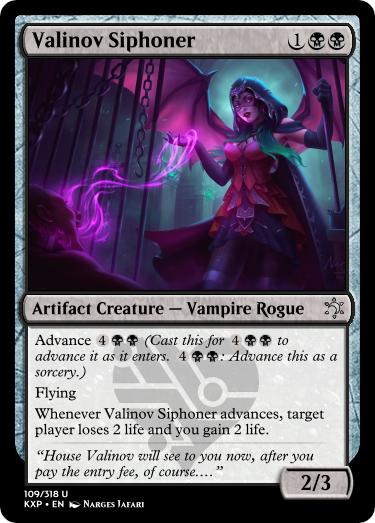 Valinov Siphoner 1
Artifact Creature — Vampire Rogue
Advance 4 (Cast this for 4 to
advance it as it enters. 4 : Advance this as a
sorcery.)
Flying
Whenever Valinov Siphoner advances, target
player loses 2 life and you gain 2 life.
“House Valinov will see to you now, after you
pay the entry fee, of course....”
2/3
109/318 U
KXP • EN Narges Jafari